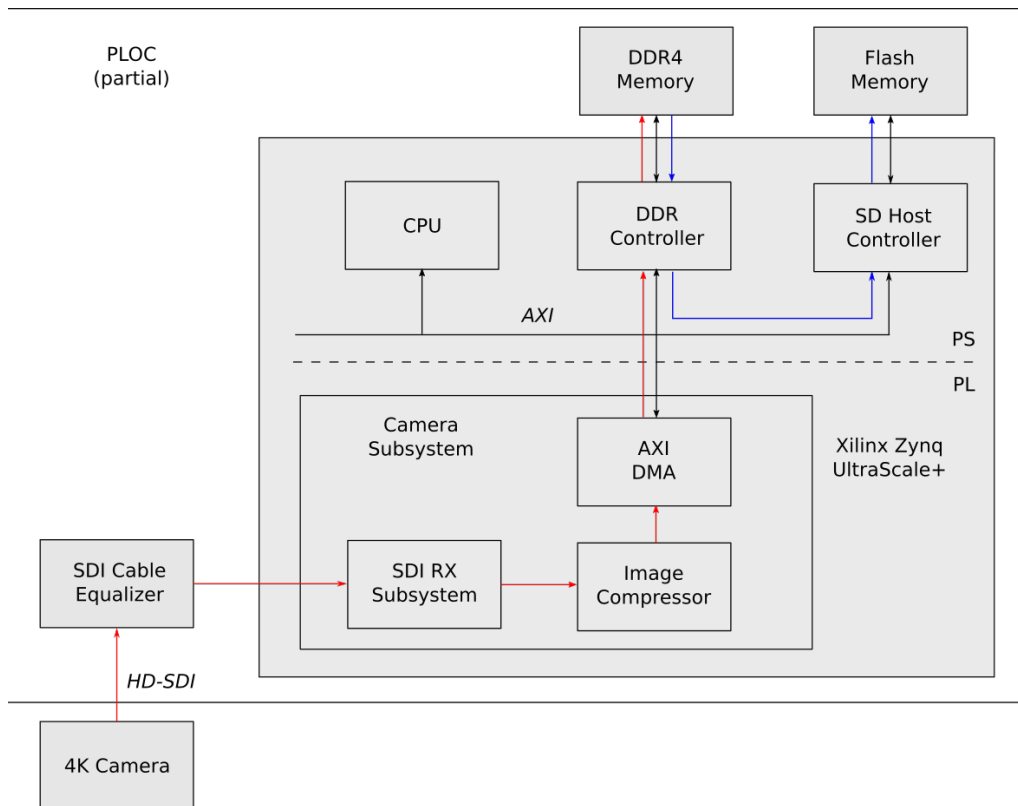 PLOC
(partial)
DDR4
Memory
Flash
Memory
CPU
DDR
Controller
SD Host
Controller
AXI
PS
PL
Camera
Subsystem
AXI
DMA
Xilinx Zynq
UltraScale+
SDI Cable
Equalizer
SDI RX
Subsystem
Image
Compressor
HD-SDI
4K Camera